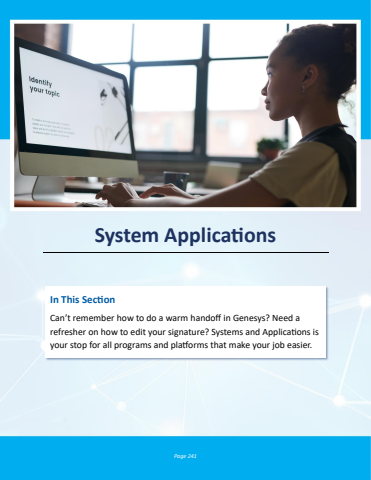 Identify
your topic
System Applications
In This Section
Can't remember how to do a warm handoff in Genesys? Need a
refresher on how to edit your signature? Systems and Applications is
your stop for all programs and platforms that make your job easier.
Page 241